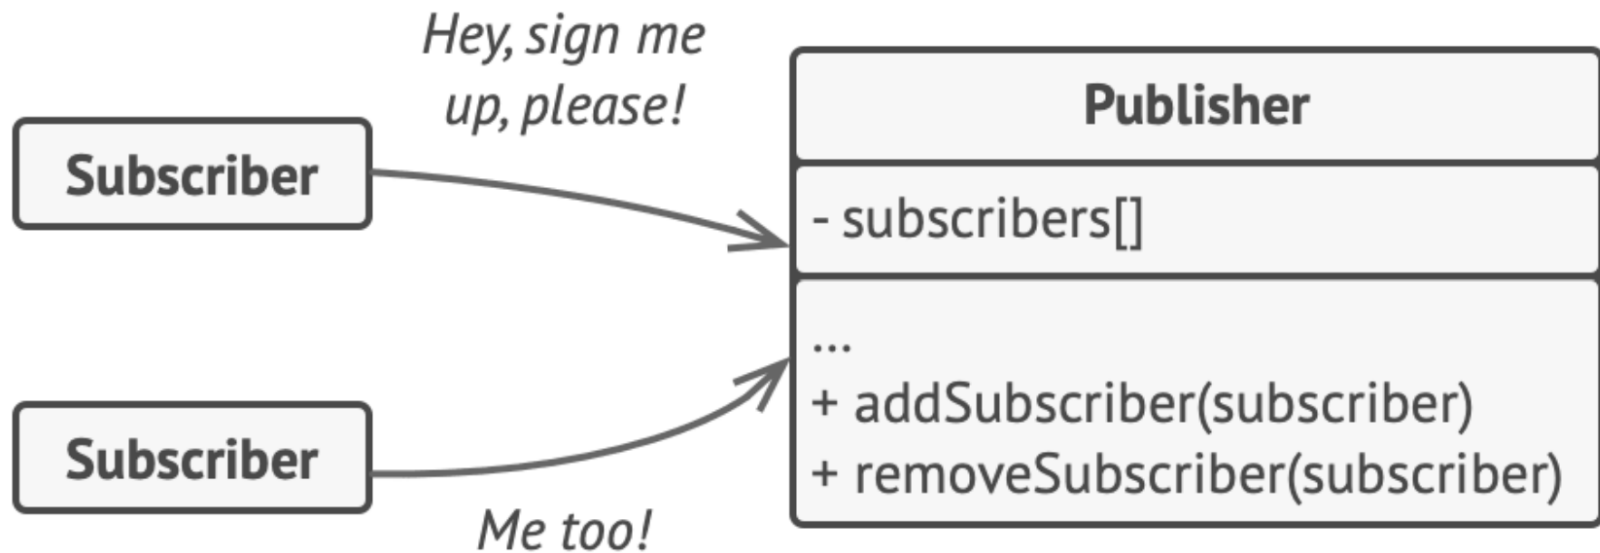 Hey, sign me
up, please!
Subscriber
Publisher
- subscribers[]
...
+ addSubscriber(subscriber)
+ removeSubscriber(subscriber)
Subscriber
Me too!